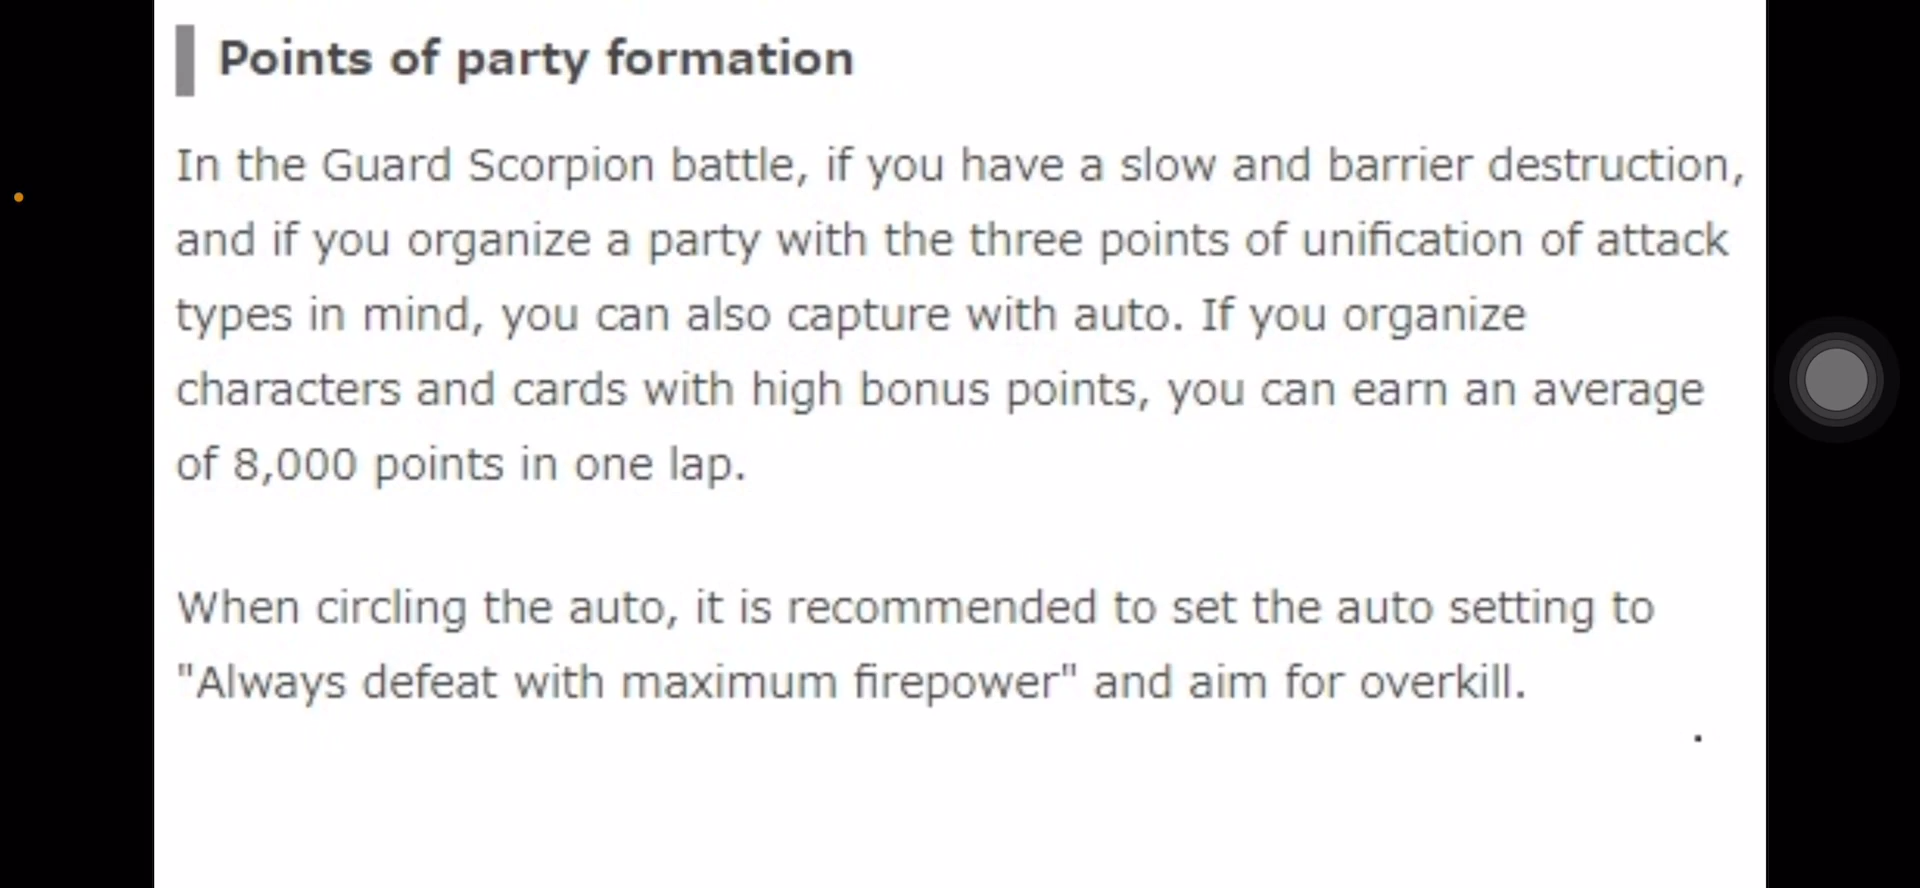 Points of party formation
In the Guard Scorpion battle, if you have a slow and barrier destruction,
and if you organize a party with the three points of unification of attack
types in mind, you can also capture with auto. If you organize
characters and cards with high bonus points, you can earn an average
of 8,000 points in one lap.
When circling the auto, it is recommended to set the auto setting to
"Always defeat with maximum firepower" and aim for overkill.
.